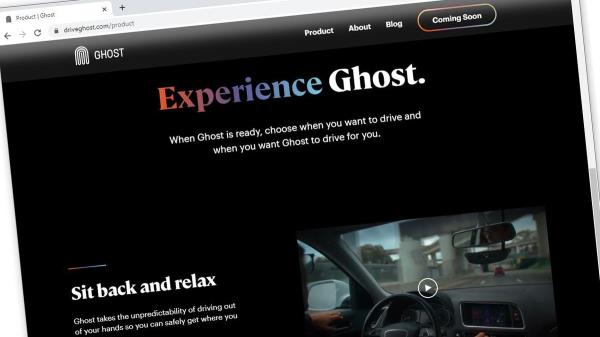 Product | Ghost
driveghost.com/product
GHOST
Product
About
Blog
Coming Soon
Experience Ghost.
When Ghost is ready, choose when you want to drive and
when you want Ghost to drive for you.
Sit back and relax
Ghost takes the unpredictability of driving out
of your hands so you can safely get where you